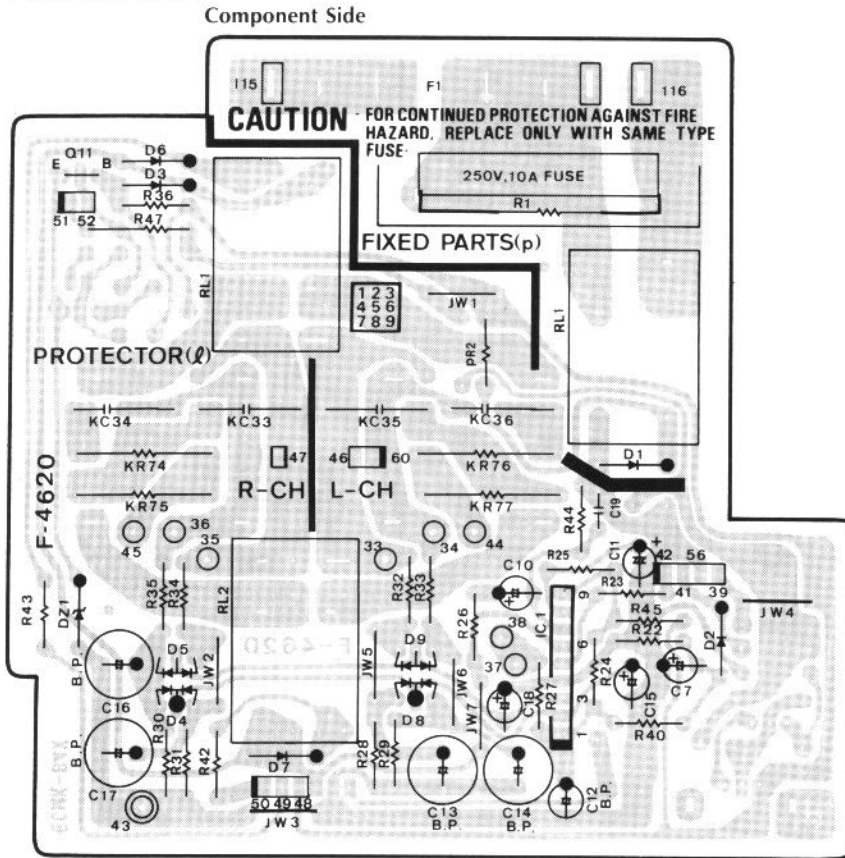 Component Side
115
F1
116
CAUTION
FOR CONTINUED PROTECTION AGAINST FIRE
HAZARD, REPLACE ONLY WITH SAME TYPE
FUSE
250V, 10A FUSE
R1
E Q11 B
D6
D3
R36
51 52
R47
FIXED PARTS(p)
RL1
1 2 3
4 5 6
7 8 9
JW1
PR2
RL1
PROTECTOR(ℓ)
KC34
KC33
KC35
KC36
KR74
47
46
60
KR76
D1
R-CH
L-CH
KR75
KR77
F-4620
R44
C19
45
36
35
33
34
44
R25
C11
+
42 56
41
39
R43
DZ1
R35
R34
RL2
R32
R33
C10
+
R26
IC1
9
6
3
1
R23
R45
R22
D2
JW4
F-4620
B.P.
C16
D5
D4
JW2
JW5
D9
D8
JW6
JW7
38
37
C18
+
R27
R24
C15
+
C7
+
R40
B.P.
C17
R30
R31
R42
D7
R28
R29
C13
B.P.
C14
B.P.
C12
B.P.
43
50 49 48
JW3